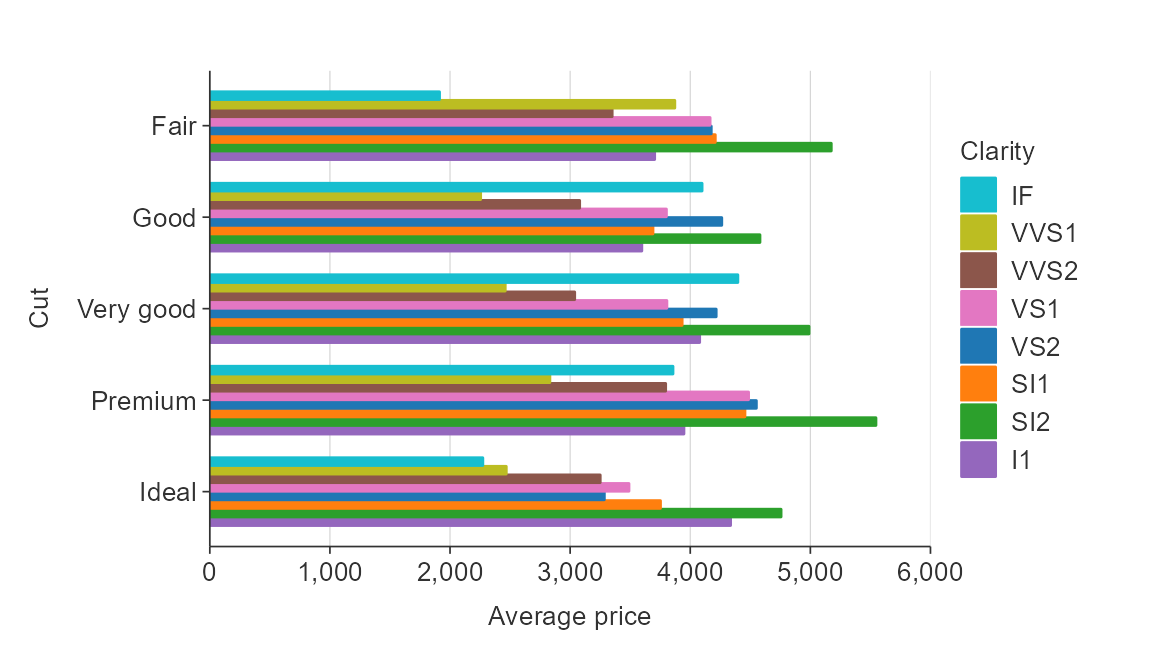 Cut
Fair
Good
Very good
Premium
Ideal
0 1,000 2,000 3,000 4,000 5,000 6,000
Average price
Clarity
IF
VVS1
VVS2
VS1
VS2
SI1
SI2
I1